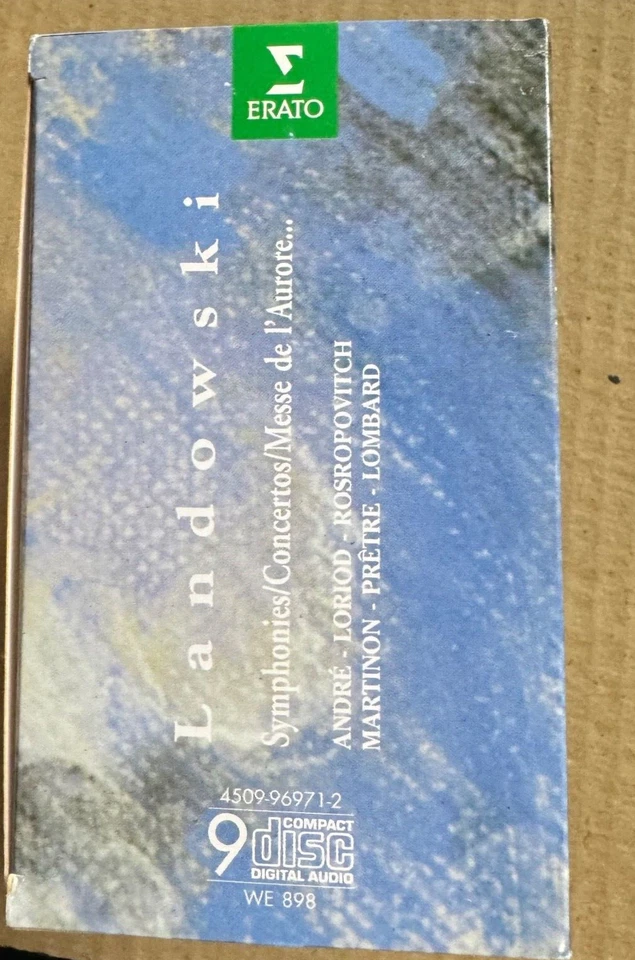 ERATO
Landowski
Symphonies/Concertos/Messe de l'Aurore...
ANDRÉ - LORIOD - ROSROPOVITCH
MARTINON - PRÊTRE - LOMBARD
4509-96971-2
9
COMPACT
disc
DIGITAL AUDIO
WE 898